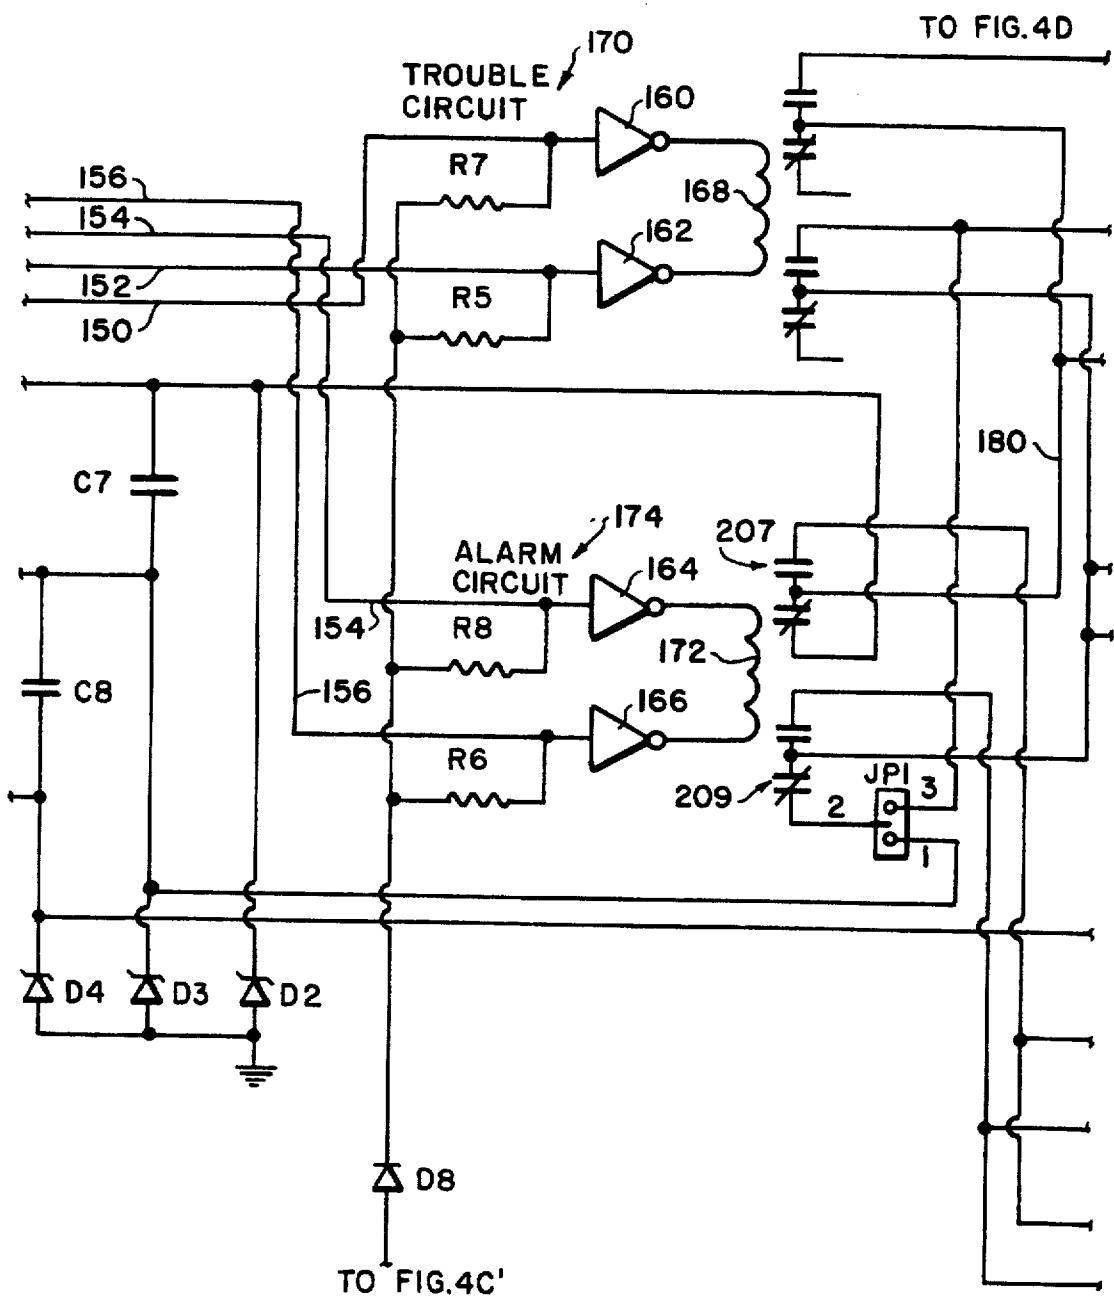 TO FIG.4D
170
TROUBLE
CIRCUIT
160
R7
156
168
154
162
152
R5
150
180
C7
174
207
ALARM
CIRCUIT
164
154
R8
172
C8
156
166
R6
JP1
209
2
3
1
D4
D3
D2
D8
TO FIG.4C'